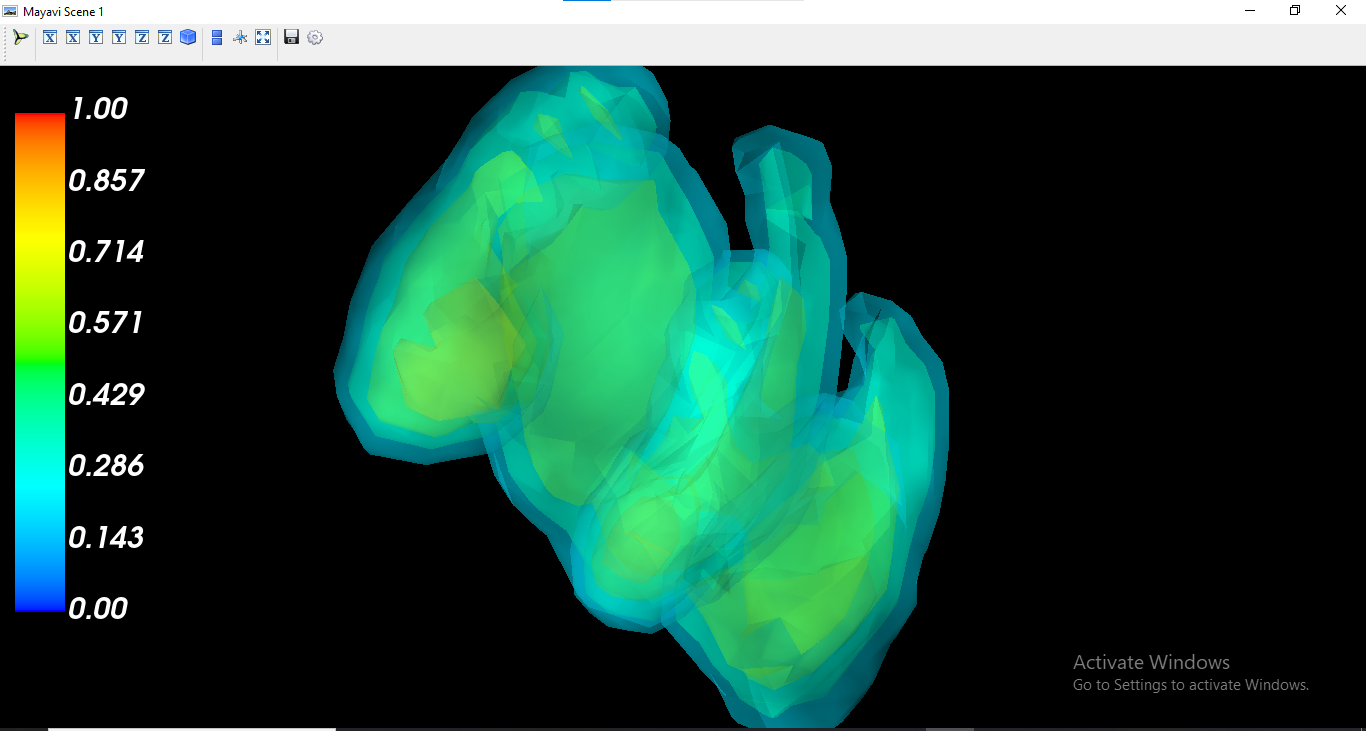 Mayavi Scene 1
X X Y Y Z Z
1.00
0.857
0.714
0.571
0.429
0.286
0.143
0.00
Activate Windows
Go to Settings to activate Windows.